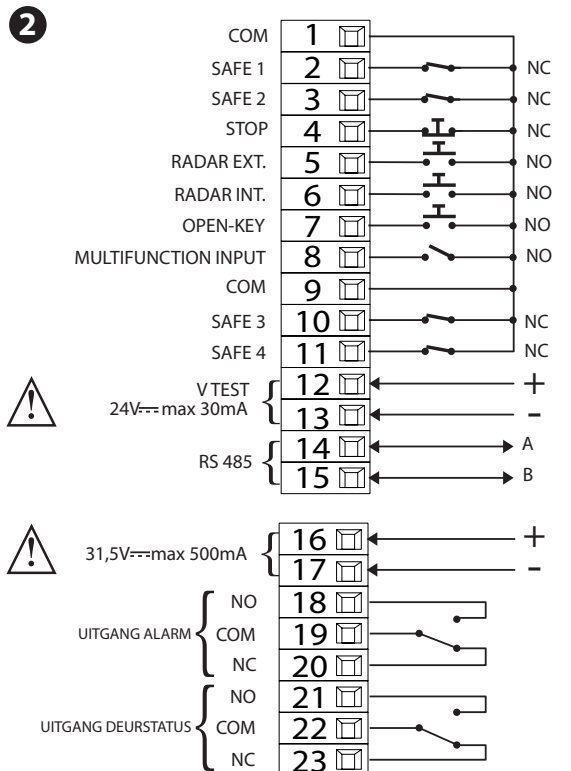 2
COM 1
SAFE 1 2 NC
SAFE 2 3 NC
STOP 4 NC
RADAR EXT. 5 NO
RADAR INT. 6 NO
OPEN-KEY 7 NO
MULTIFUNCTION INPUT 8 NO
COM 9
SAFE 3 10 NC
SAFE 4 11 NC
V TEST 12 +
24V⎓max 30mA 13 -
RS 485 14 A
15 B
16 +
31,5V⎓max 500mA 17 -
NO 18
UITGANG ALARM COM 19
NC 20
NO 21
UITGANG DEURSTATUS COM 22
NC 23